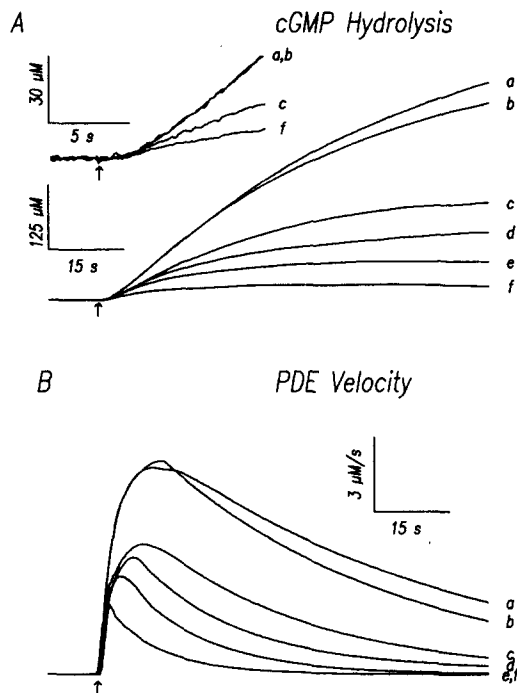 A
cGMP Hydrolysis
a,b
a
30 μM
b
c
5 s
f
125 μM
c
d
15 s
e
f
B
PDE Velocity
3 μM/s
15 s
a
b
c
d
e,f